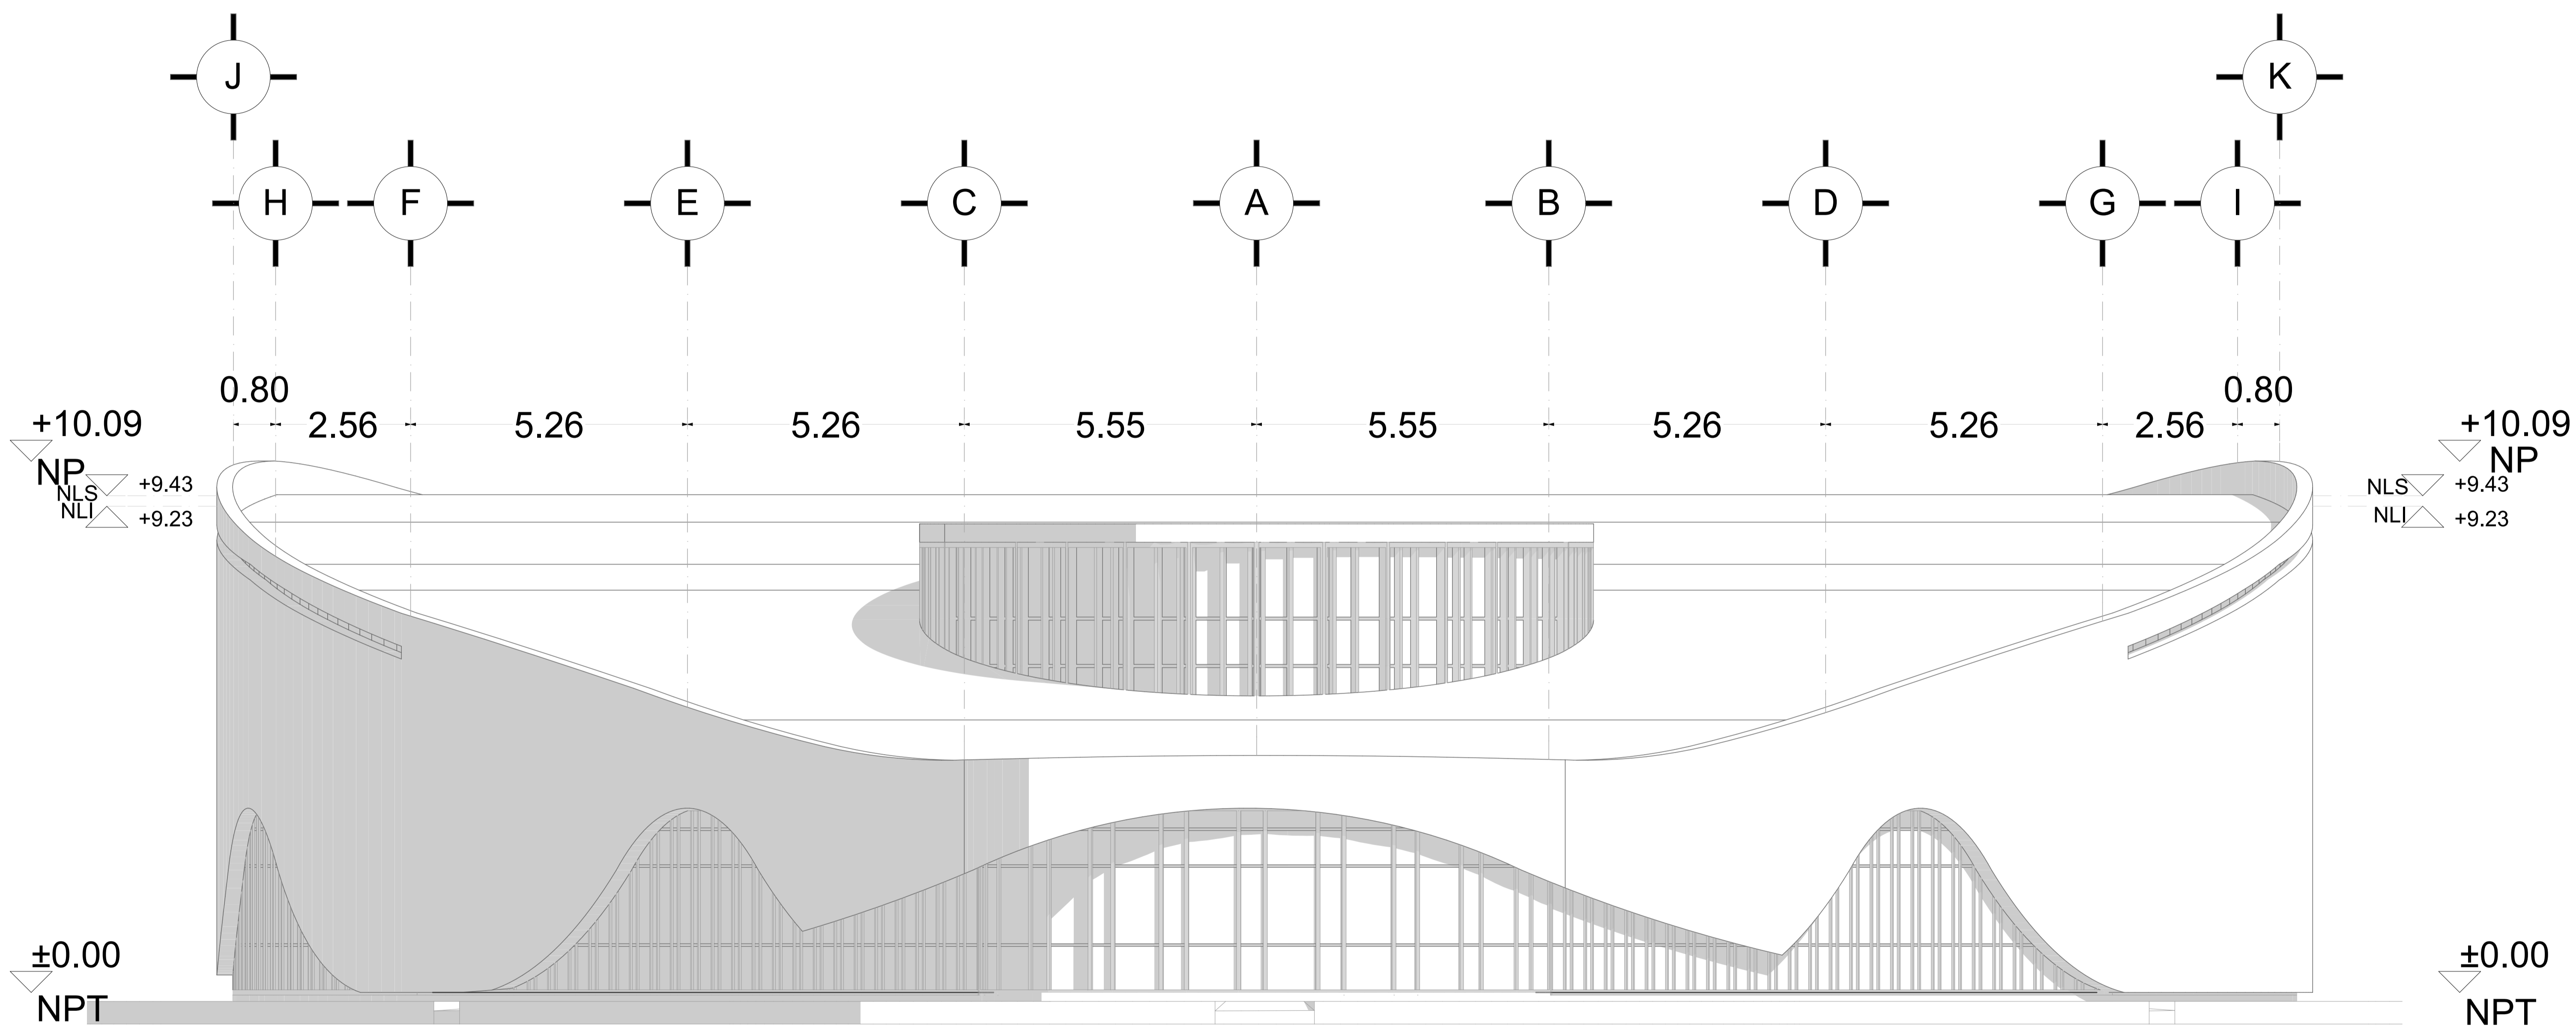 J K
H F E C A B D G I
0.80 0.80
2.56 5.26 5.26 5.55 5.55 5.26 5.26 2.56
+10.09 +10.09
NP NP
NLS +9.43 NLS +9.43
NLI +9.23 NLI +9.23
±0.00 ±0.00
NPT NPT